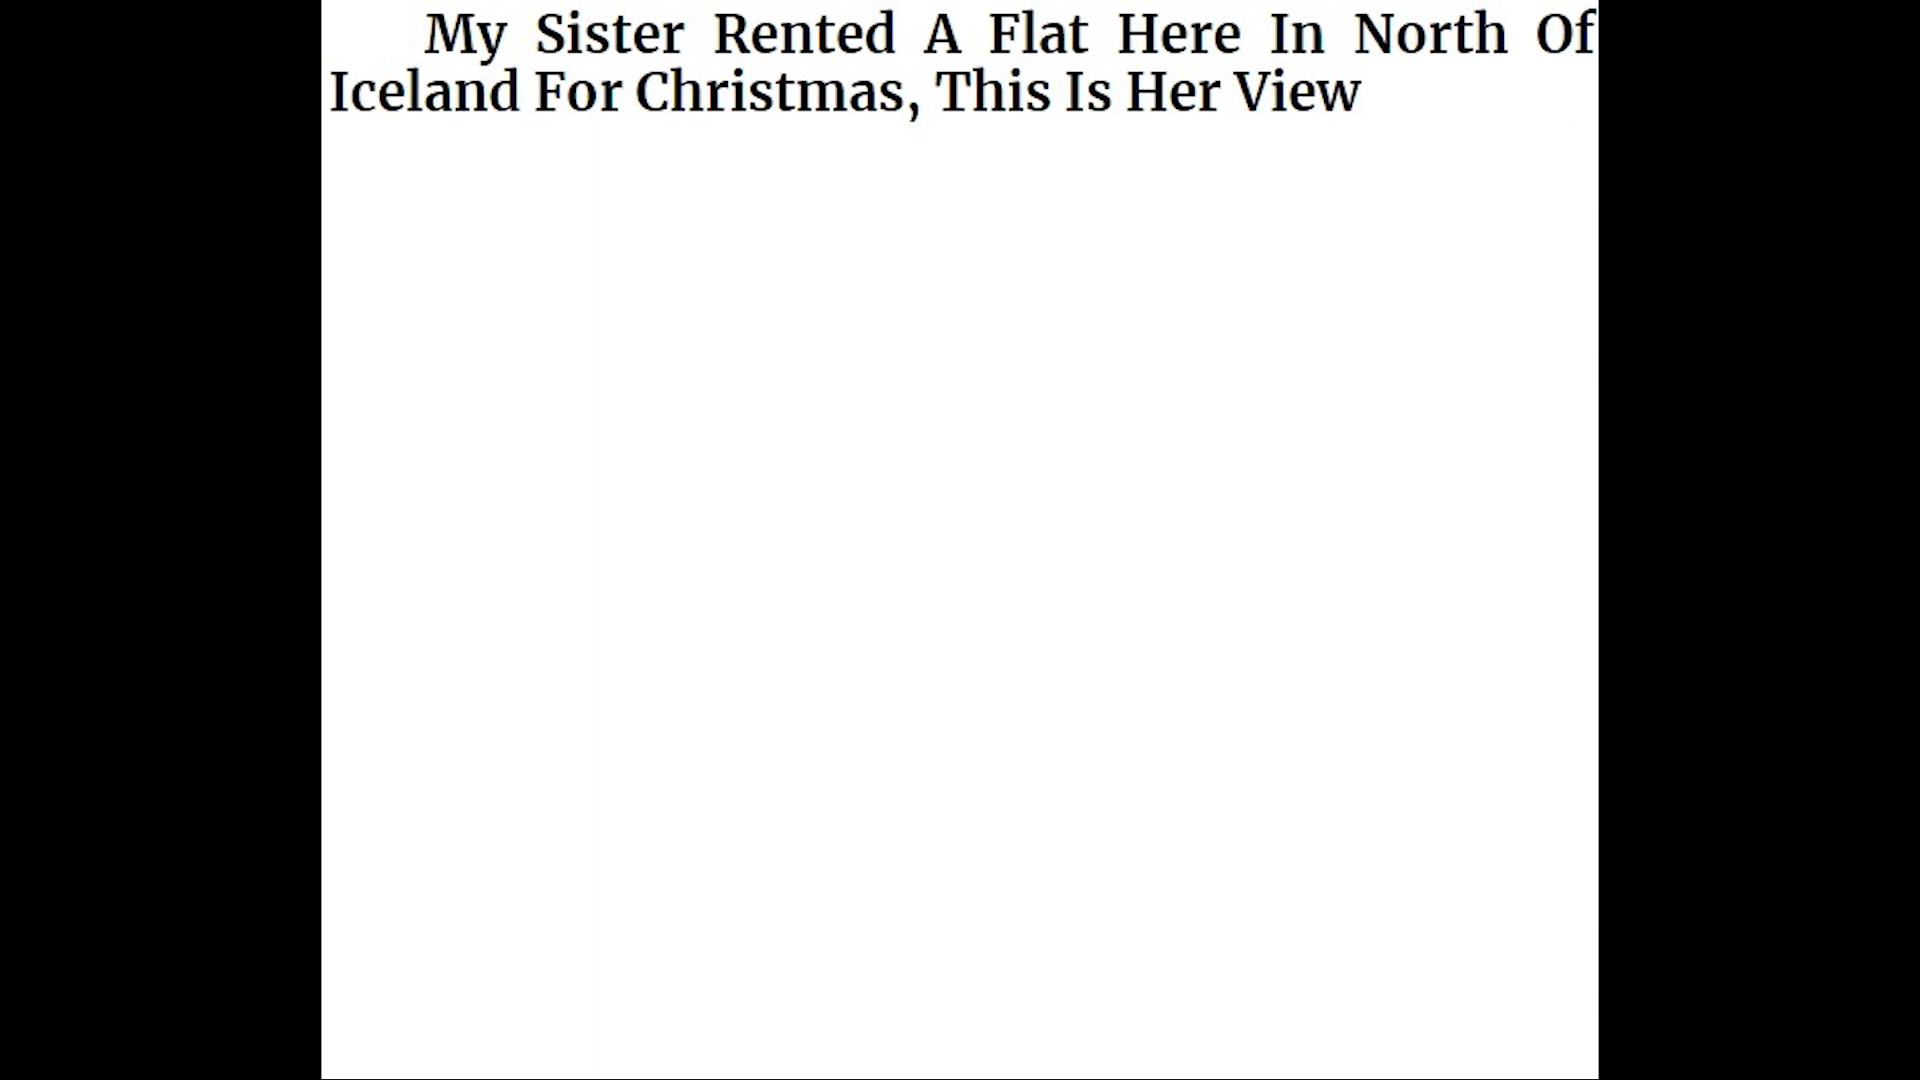 My Sister Rented A Flat Here In North Of
Iceland For Christmas, This Is Her View